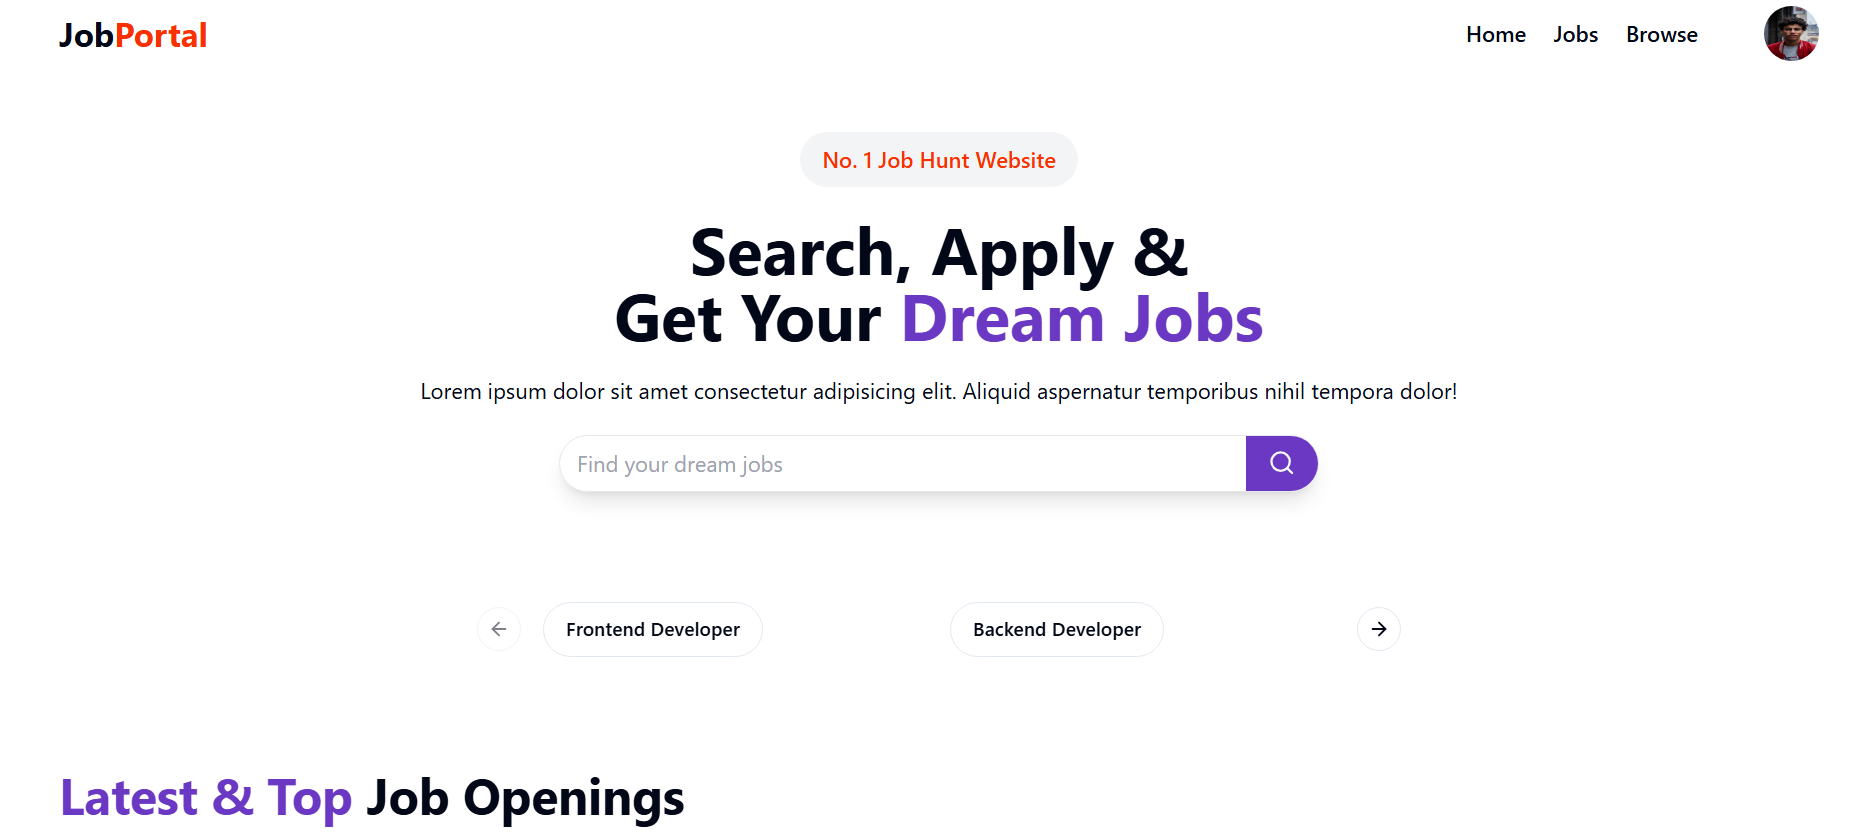 JobPortal
Home Jobs Browse
No. 1 Job Hunt Website
Search, Apply &
Get Your Dream Jobs
Lorem ipsum dolor sit amet consectetur adipisicing elit. Aliquid aspernatur temporibus nihil tempora dolor!
Find your dream jobs
Frontend Developer
Backend Developer
Latest & Top Job Openings